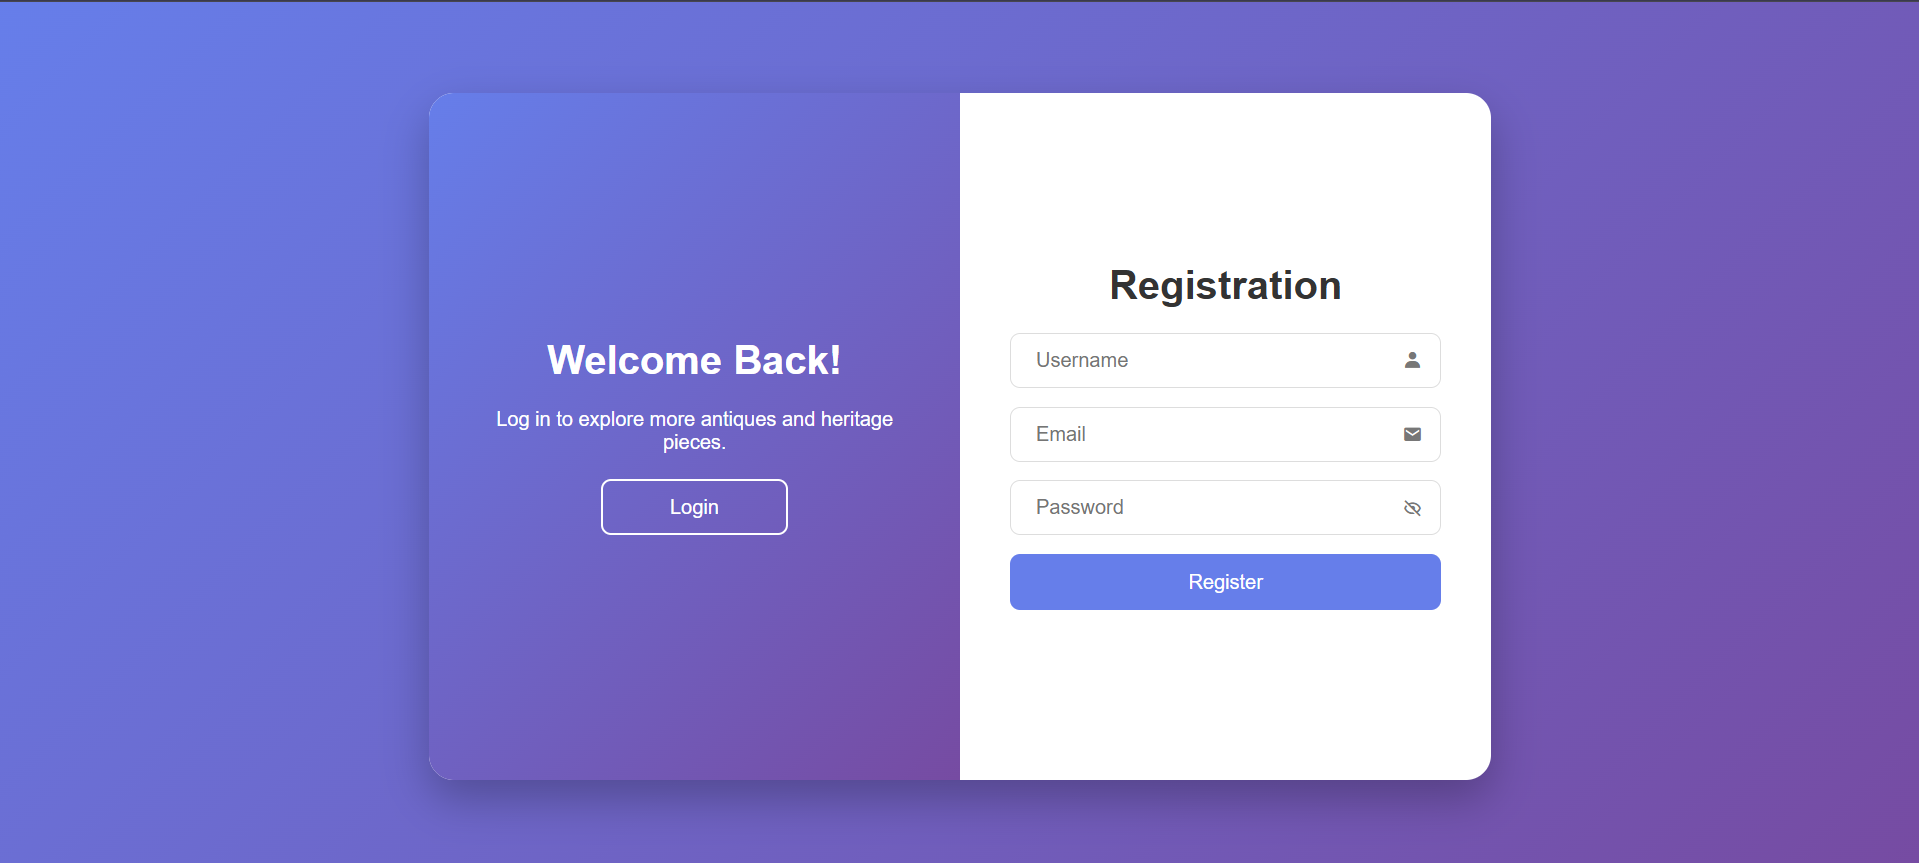 Welcome Back!
Log in to explore more antiques and heritage
pieces.
Login
Registration
Username
Email
Password
Register